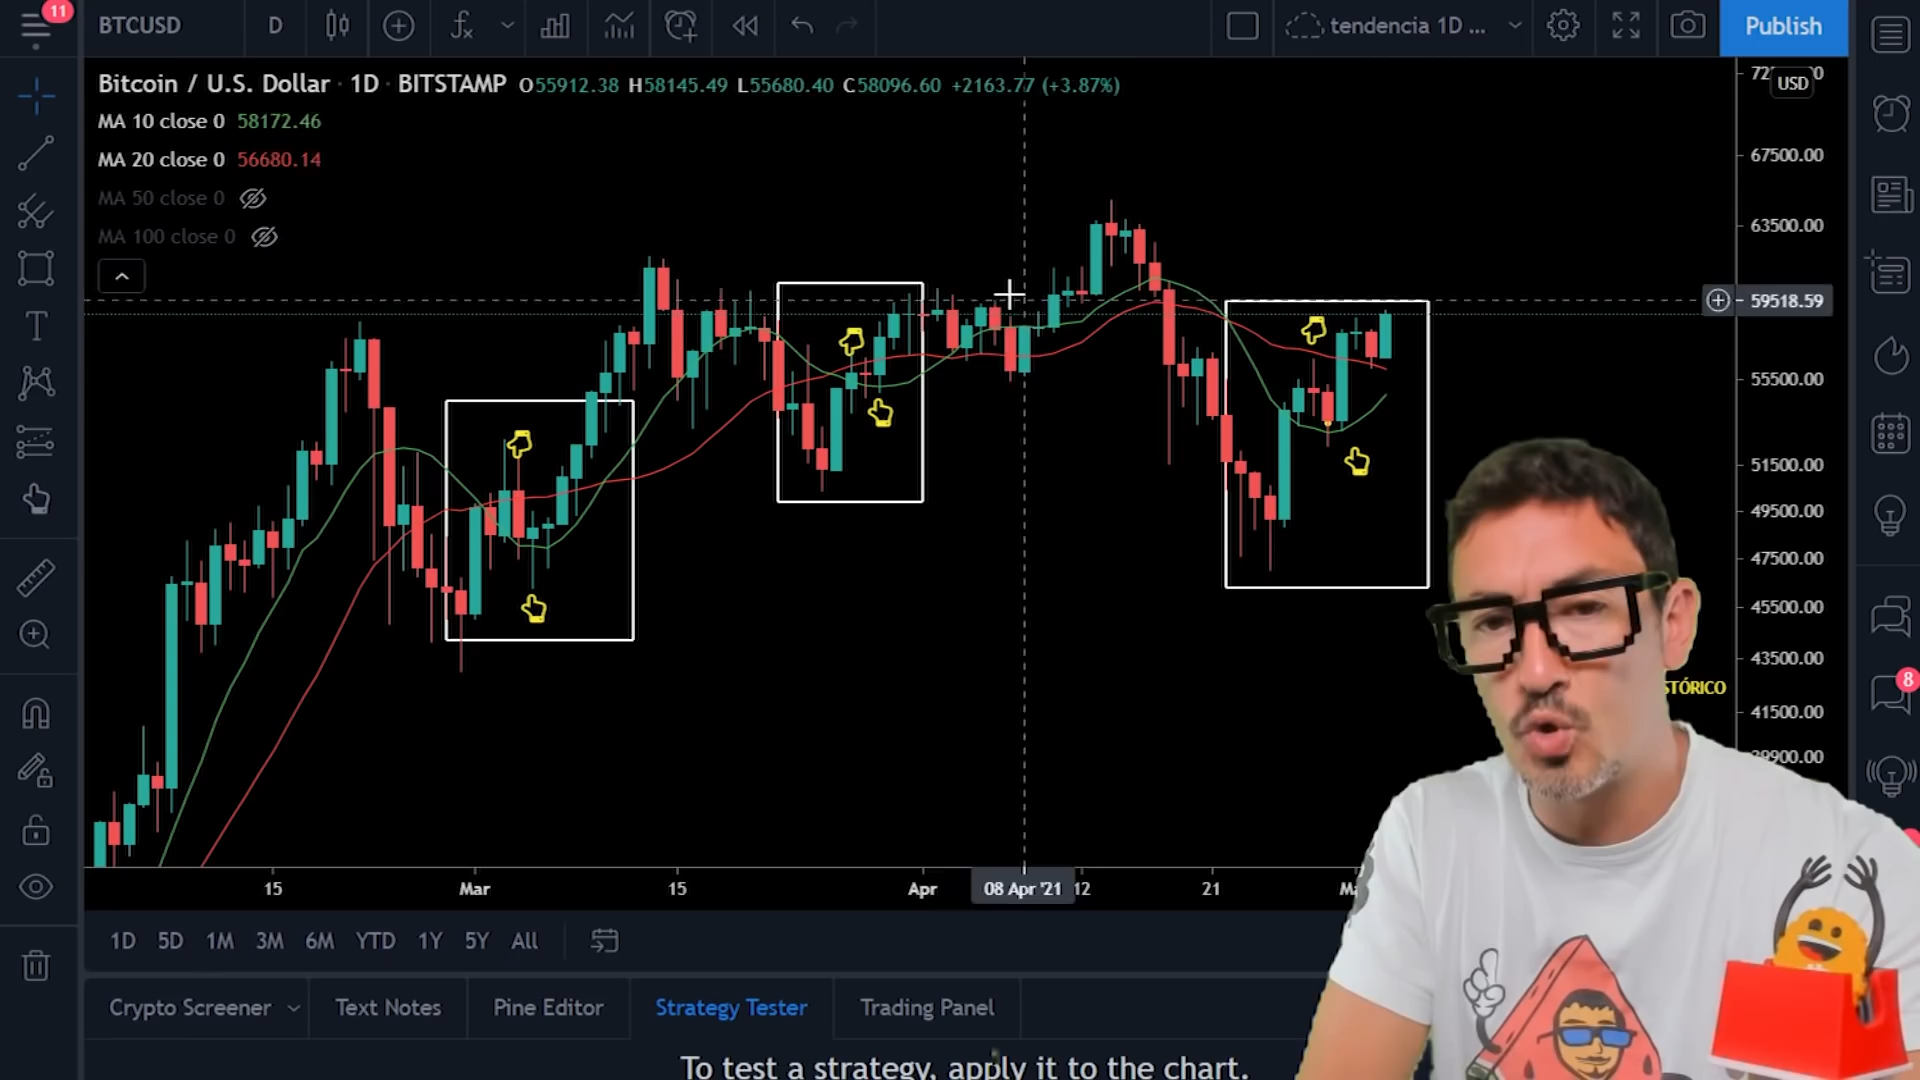 11
BTCUSD
D
tendencia 1D ...
Publish
Bitcoin / U.S. Dollar · 1D · BITSTAMP O55912.38 H58145.49 L55680.40 C58096.60 +2163.77 (+3.87%)
USD
MA 10 close 0 58172.46
MA 20 close 0 56680.14
MA 50 close 0
MA 100 close 0
67500.00
63500.00
59518.59
55500.00
51500.00
49500.00
47500.00
45500.00
43500.00
STÓRICO
8
41500.00
39900.00
15
Mar
15
Apr
08 Apr '21
12
21
1D 5D 1M 3M 6M YTD 1Y 5Y All
Crypto Screener
Text Notes
Pine Editor
Strategy Tester
Trading Panel
To test a strategy, apply it to the chart.